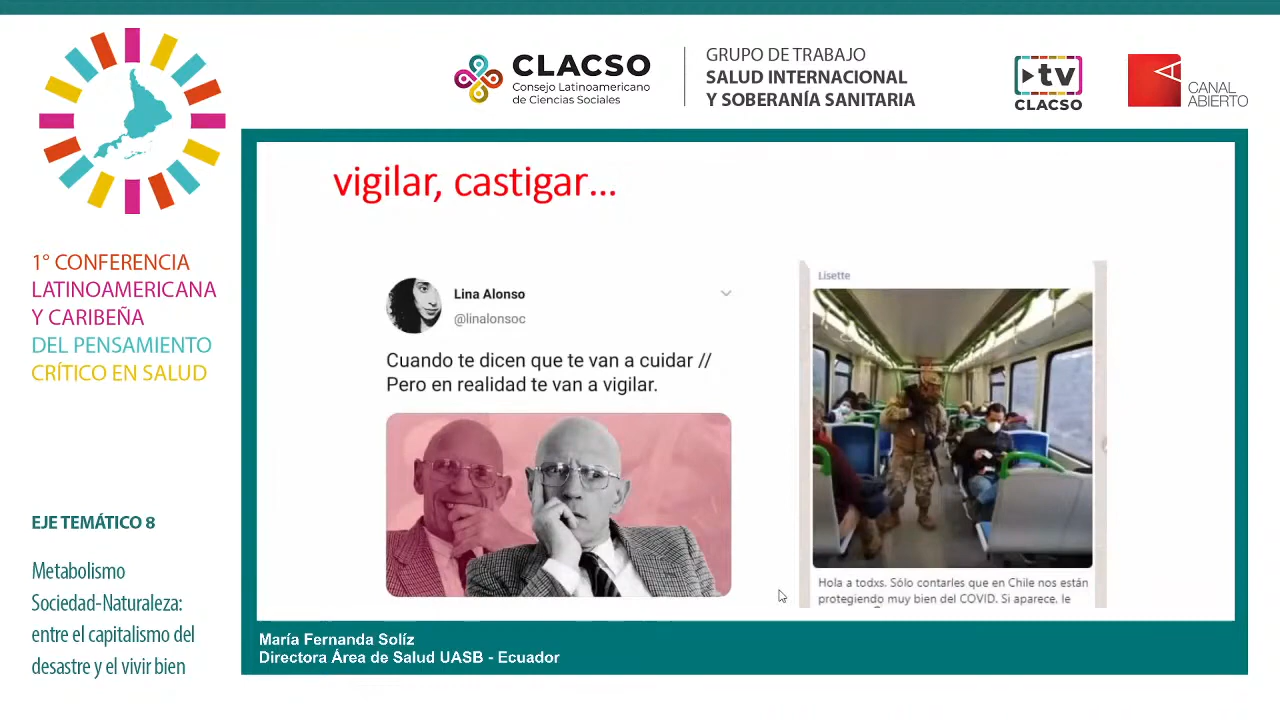 CLACSO
Consejo Latinoamericano
de Ciencias Sociales
GRUPO DE TRABAJO
SALUD INTERNACIONAL
Y SOBERANÍA SANITARIA
tv
CLACSO
CANAL
ABIERTO
1° CONFERENCIA
LATINOAMERICANA
Y CARIBEÑA
DEL PENSAMIENTO
CRÍTICO EN SALUD
EJE TEMÁTICO 8
Metabolismo
Sociedad-Naturaleza:
entre el capitalismo del
desastre y el vivir bien
vigilar, castigar...
Lina Alonso
@linalonsoc
Cuando te dicen que te van a cuidar //
Pero en realidad te van a vigilar.
Lisette
Hola a todxs. Sólo contarles que en Chile nos están
protegiendo muy bien del COVID. Si aparece, le
María Fernanda Solíz
Directora Área de Salud UASB - Ecuador